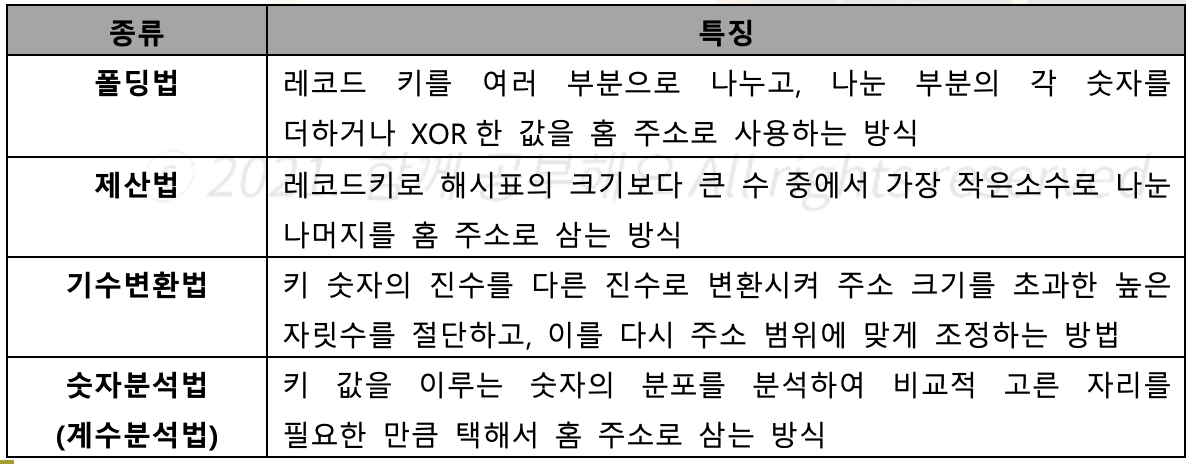 종류 특징
폴딩법 레코드 키를 여러 부분으로 나누고, 나눈 부분의 각 숫자를
더하거나 XOR 한 값을 홈 주소로 사용하는 방식
제산법 레코드키로 해시표의 크기보다 큰 수 중에서 가장 작은소수로 나눈
나머지를 홈 주소로 삼는 방식
ⓒ 2021. 함께 공부해요 All rights reserved.
기수변환법 키 숫자의 진수를 다른 진수로 변환시켜 주소 크기를 초과한 높은
자릿수를 절단하고, 이를 다시 주소 범위에 맞게 조정하는 방법
숫자분석법 키 값을 이루는 숫자의 분포를 분석하여 비교적 고른 자리를
(계수분석법) 필요한 만큼 택해서 홈 주소로 삼는 방식